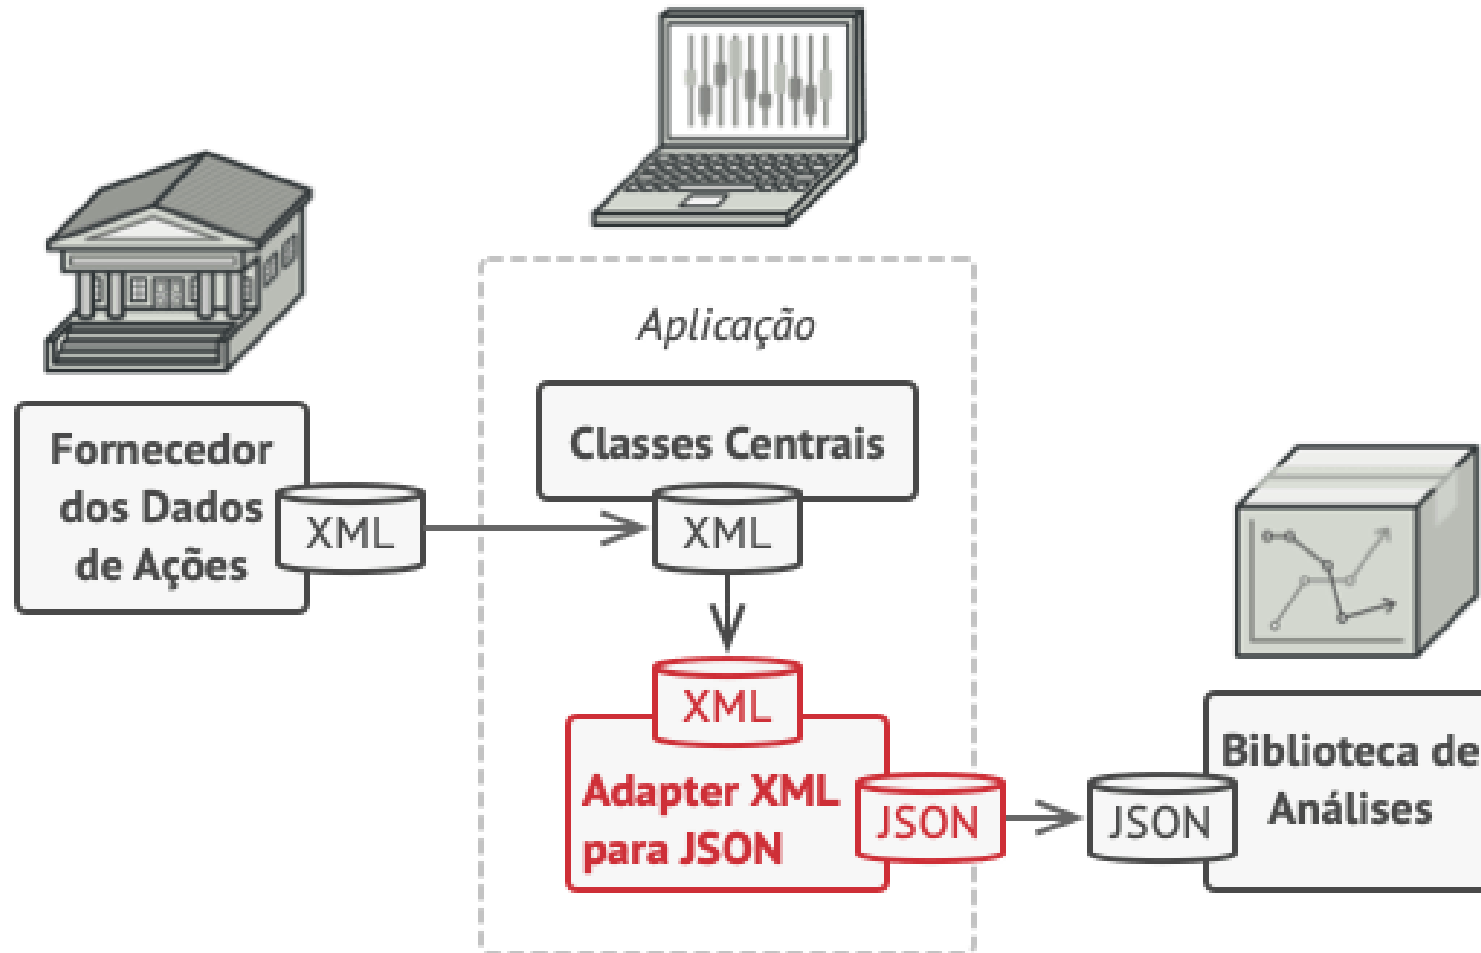 Aplicação
Classes Centrais
Fornecedor
dos Dados
de Ações
XML
XML
XML
Adapter XML
para JSON
JSON
JSON
Biblioteca de
Análises